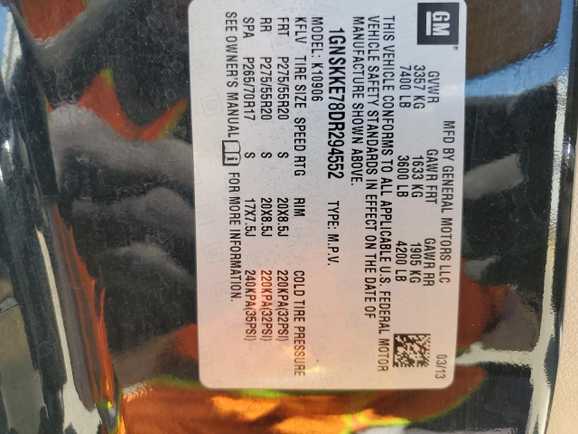 GM
MFD BY GENERAL MOTORS LLC
03/13
GVWR GAWR FRT GAWR RR
3357 KG 1633 KG 1905 KG
7400 LB 3600 LB 4200 LB
THIS VEHICLE CONFORMS TO ALL APPLICABLE U.S. FEDERAL MOTOR
VEHICLE SAFETY STANDARDS IN EFFECT ON THE DATE OF
MANUFACTURE SHOWN ABOVE.
1GNSKKE78DR294552 TYPE: M.P.V.
MODEL: K10906
KFLV TIRE SIZE SPEED RTG RIM COLD TIRE PRESSURE
FRT P275/55R20 S 20X8.5J 220KPA(32PSI)
RR P275/55R20 S 20X8.5J 220KPA(32PSI)
SPA P265/70R17 S 17X7.5J 240KPA(35PSI)
SEE OWNER'S MANUAL FOR MORE INFORMATION.